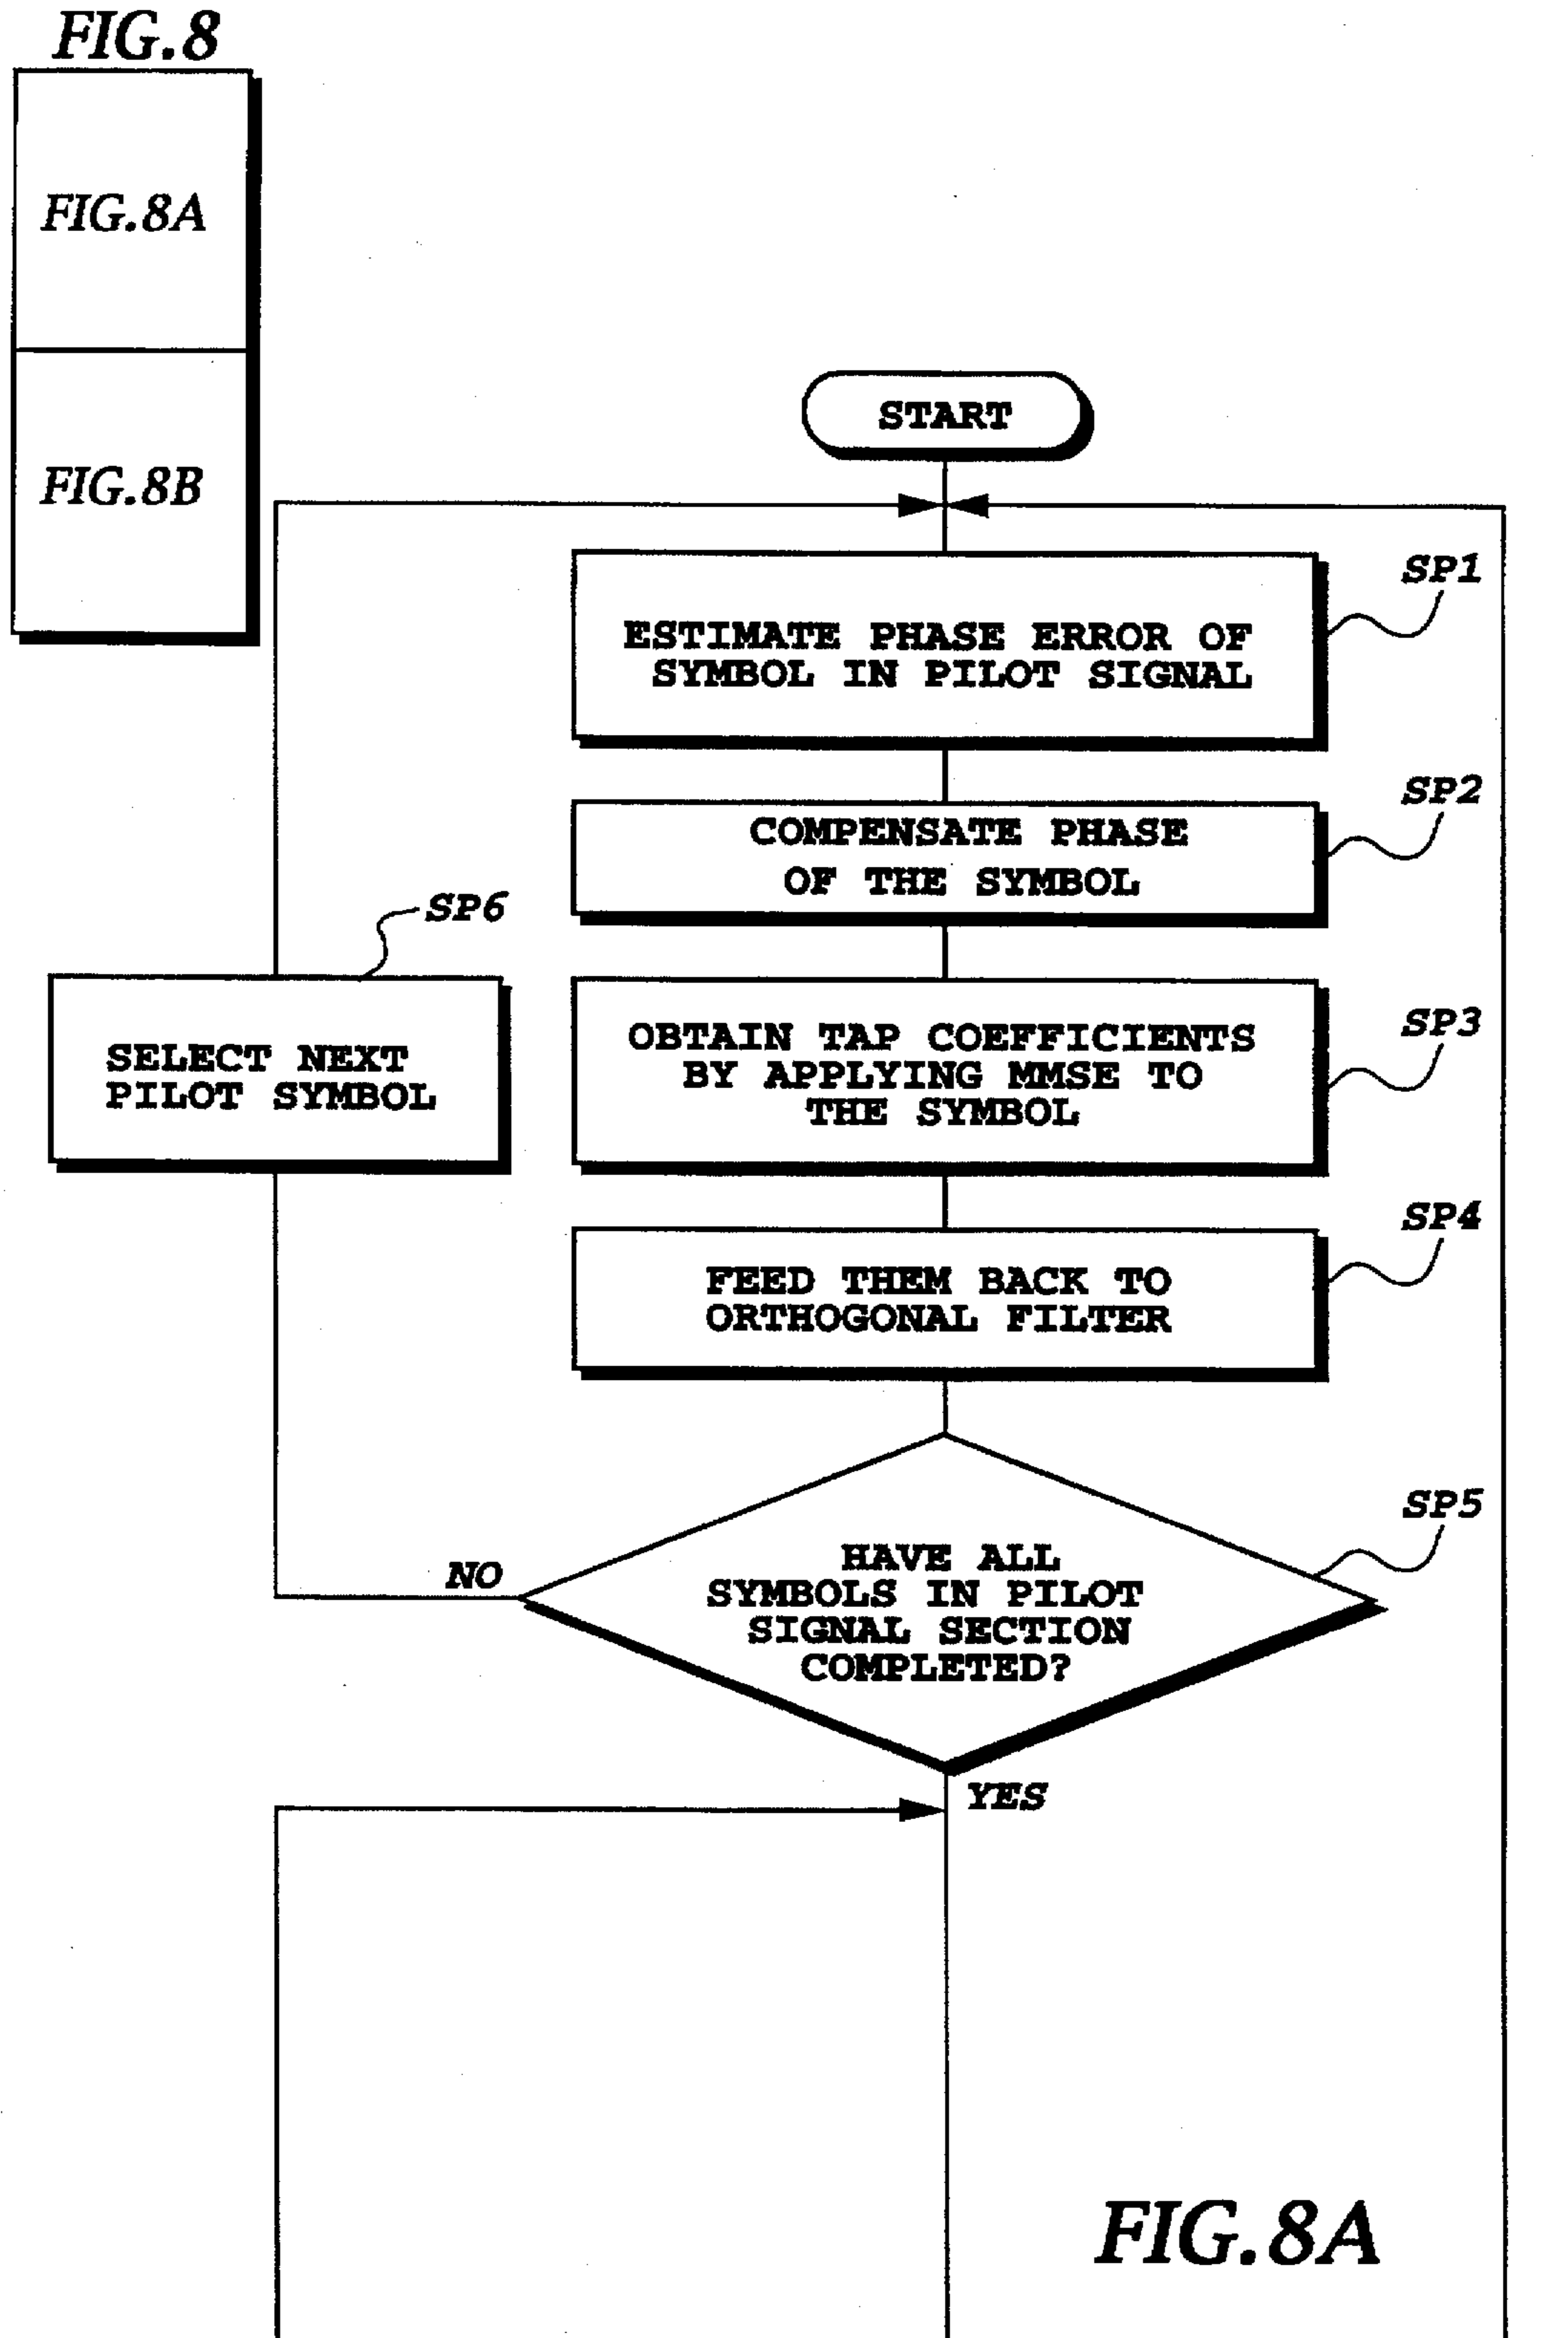 FIG.8
FIG.8A
FIG.8B
START
SP1
ESTIMATE PHASE ERROR OF
SYMBOL IN PILOT SIGNAL
SP2
COMPENSATE PHASE
OF THE SYMBOL
SP6
SELECT NEXT
PILOT SYMBOL
SP3
OBTAIN TAP COEFFICIENTS
BY APPLYING MMSE TO
THE SYMBOL
SP4
FEED THEM BACK TO
ORTHOGONAL FILTER
SP5
NO
HAVE ALL
SYMBOLS IN PILOT
SIGNAL SECTION
COMPLETED?
YES
FIG.8A